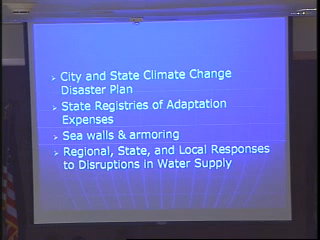 ➢ City and State Climate Change
Disaster Plan
➢ State Registries of Adaptation
Expenses
➢ Sea walls & armoring
➢ Regional, State, and Local Responses
to Disruptions in Water Supply